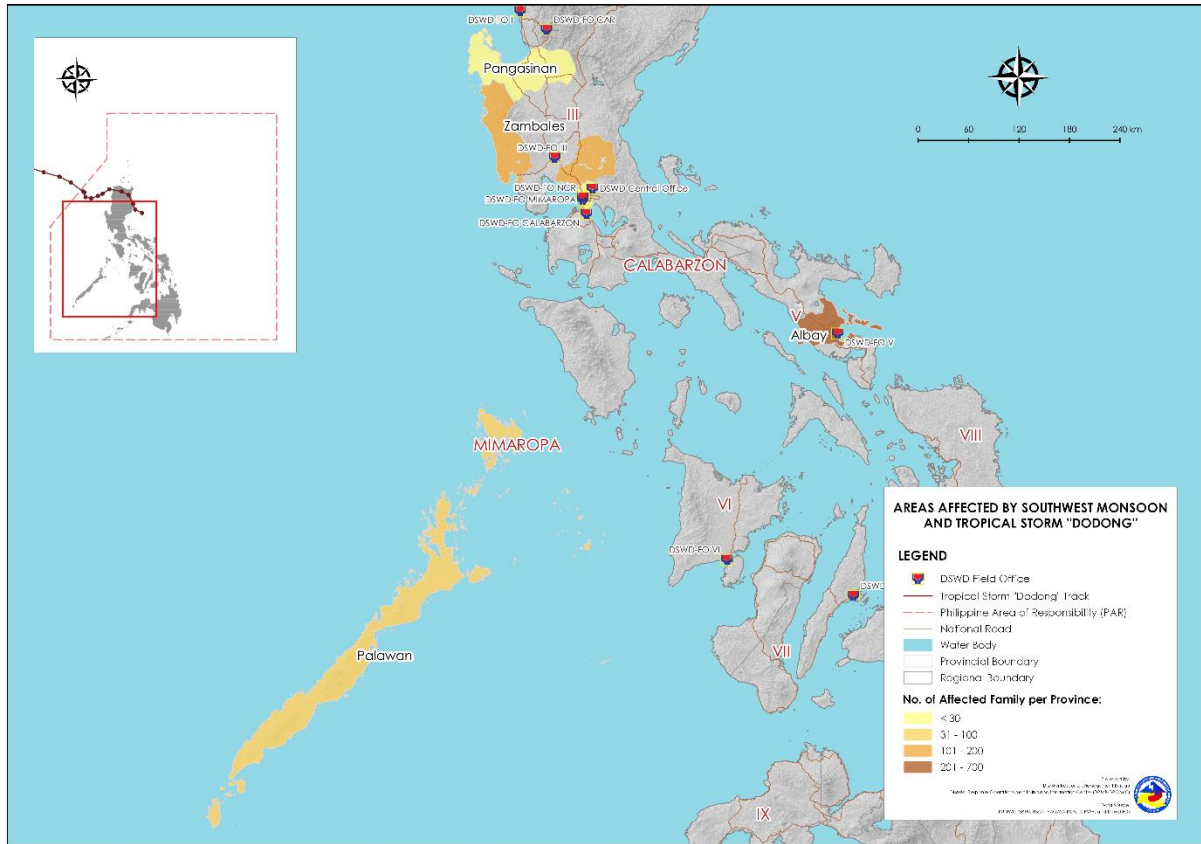 DSWD-FO I
DSWD-FO CAR
Pangasinan
III
Zambales
DSWD-FO III
DSWD-FO NCR
DSWD Central Office
DSWD-FO MIMAROPA
DSWD-FO CALABARZON
CALABARZON
V
Albay
DSWD-FO V
MIMAROPA
VIII
VI
DSWD-FO VI
DSWD
Palawan
VII
IX
0 60 120 180 240 km
AREAS AFFECTED BY SOUTHWEST MONSOON
AND TROPICAL STORM "DODONG"
LEGEND
DSWD Field Office
Tropical Storm 'Dodong' Track
Philippine Area of Responsibility (PAR)
National Road
Water Body
Provincial Boundary
Regional Boundary
No. of Affected Family per Province:
< 30
31 - 100
101 - 200
201 - 700